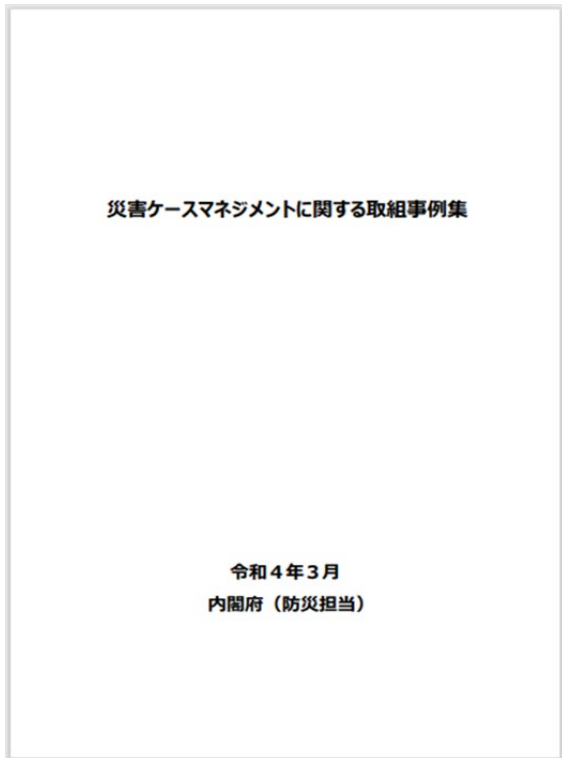 災害ケースマネジメントに関する取組事例集
令和４年３月
内閣府（防災担当）